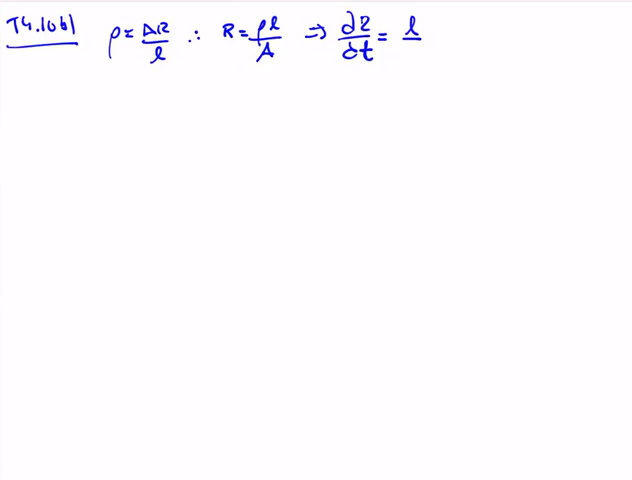 T4.10b) ρ = AR/l ∴ R = ρl/A ⇒ ∂R/∂t = l